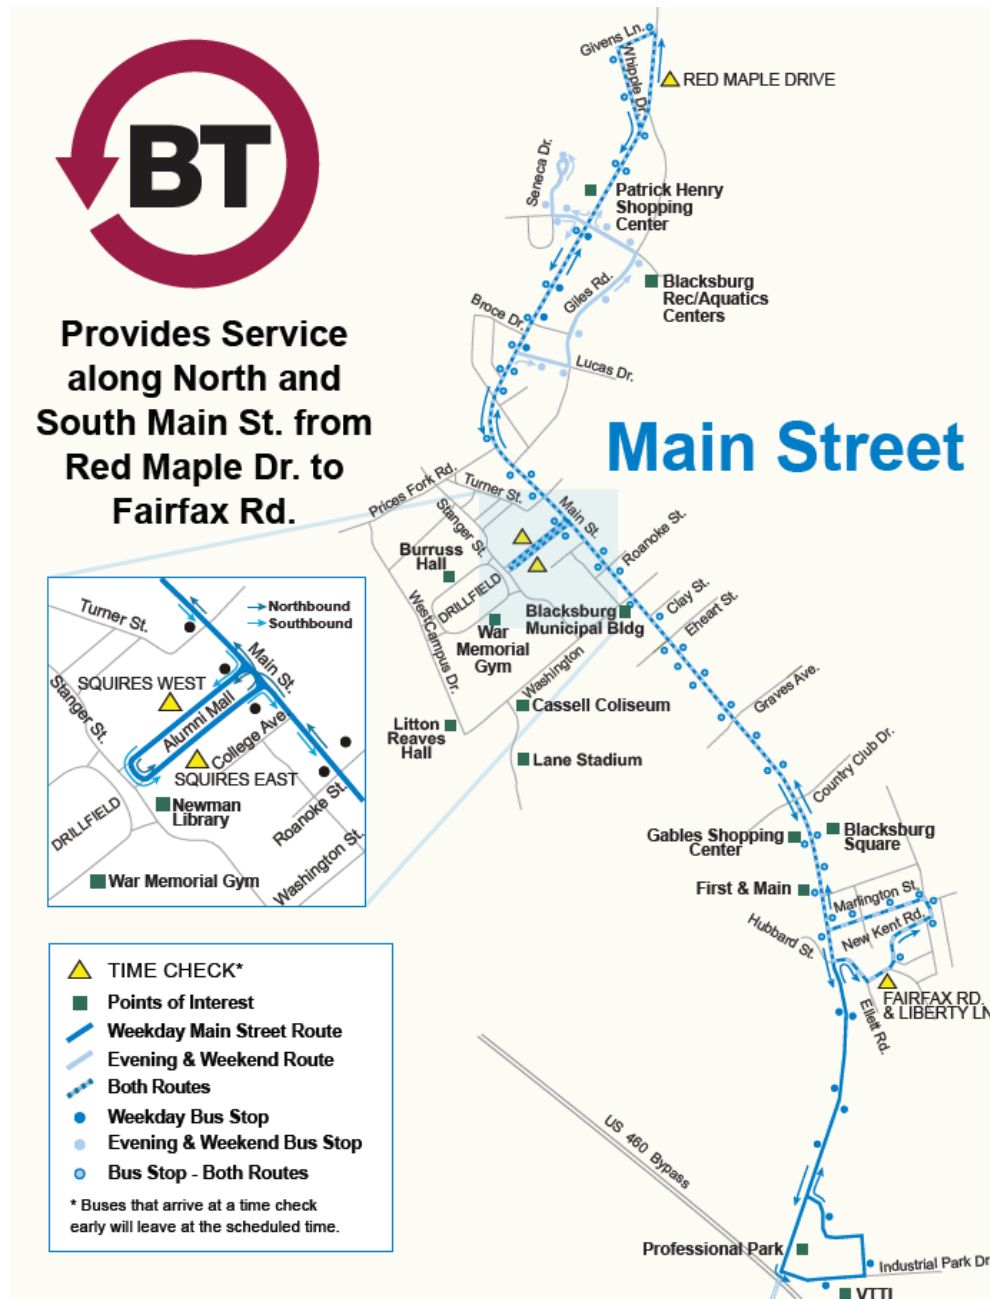 BT
Provides Service
along North and
South Main St. from
Red Maple Dr. to
Fairfax Rd.
Main Street
Givens Ln.
Whipple Dr.
RED MAPLE DRIVE
Seneca Dr.
Patrick Henry
Shopping
Center
Giles Rd.
Blacksburg
Rec/Aquatics
Centers
Broce Dr.
Lucas Dr.
Prices Fork Rd.
Turner St.
Stanger St.
Main St.
Roanoke St.
Burruss
Hall
DRILLFIELD
West Campus Dr.
War
Memorial
Gym
Blacksburg
Municipal Bldg
Clay St.
Eheart St.
Washington
Cassell Coliseum
Litton
Reaves
Hall
Lane Stadium
Graves Ave.
Country Club Dr.
Gables Shopping
Center
Blacksburg
Square
First & Main
Marlington St.
Hubbard St.
New Kent Rd.
FAIRFAX RD.
& LIBERTY LN
Ellett Rd.
US 460 Bypass
Professional Park
Industrial Park Dr
VTTI
Turner St.
Northbound
Southbound
Main St.
SQUIRES WEST
Stanger St.
Alumni Mall
College Ave.
SQUIRES EAST
DRILLFIELD
Newman
Library
Roanoke St.
Washington St.
War Memorial Gym
TIME CHECK*
Points of Interest
Weekday Main Street Route
Evening & Weekend Route
Both Routes
Weekday Bus Stop
Evening & Weekend Bus Stop
Bus Stop - Both Routes
* Buses that arrive at a time check
early will leave at the scheduled time.